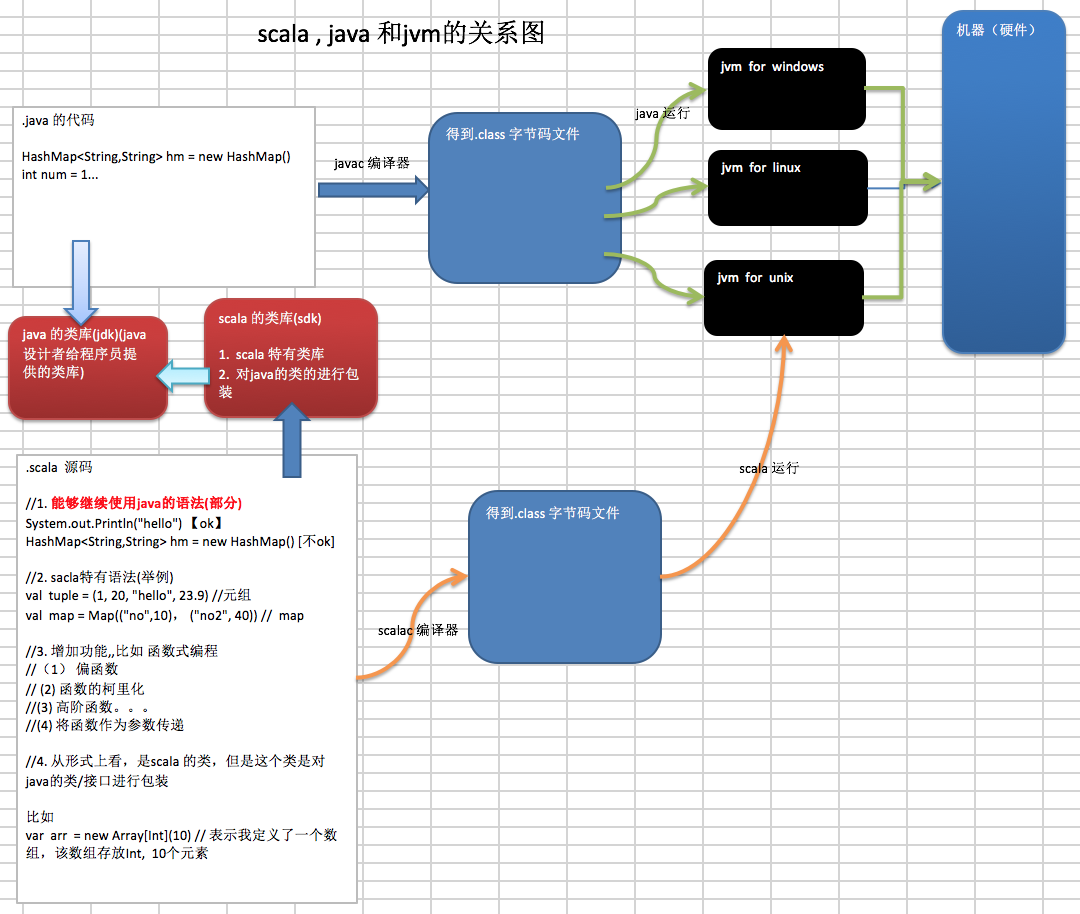 scala , java 和jvm的关系图
机器（硬件）
jvm for windows
java 运行
.java 的代码
HashMap<String,String> hm = new HashMap()
int num = 1...
javac 编译器
得到.class 字节码文件
jvm for linux
jvm for unix
scala 的类库(sdk)
1. scala 特有类库
2. 对java的类的进行包
装
java 的类库(jdk)(java
设计者给程序员提
供的类库)
.scala 源码
//1. 能够继续使用java的语法(部分)
System.out.Println("hello") 【ok】
HashMap<String,String> hm = new HashMap() [不ok]
//2. sacla特有语法(举例)
val tuple = (1, 20, "hello", 23.9) //元组
val map = Map(("no",10)， ("no2", 40)) // map
//3. 增加功能,,比如 函数式编程
//（1） 偏函数
// (2) 函数的柯里化
//(3) 高阶函数。。。
//(4) 将函数作为参数传递
//4. 从形式上看，是scala 的类，但是这个类是对
java的类/接口进行包装
比如
var arr = new Array[Int](10) // 表示我定义了一个数
组，该数组存放Int, 10个元素
scalac 编译器
得到.class 字节码文件
scala 运行